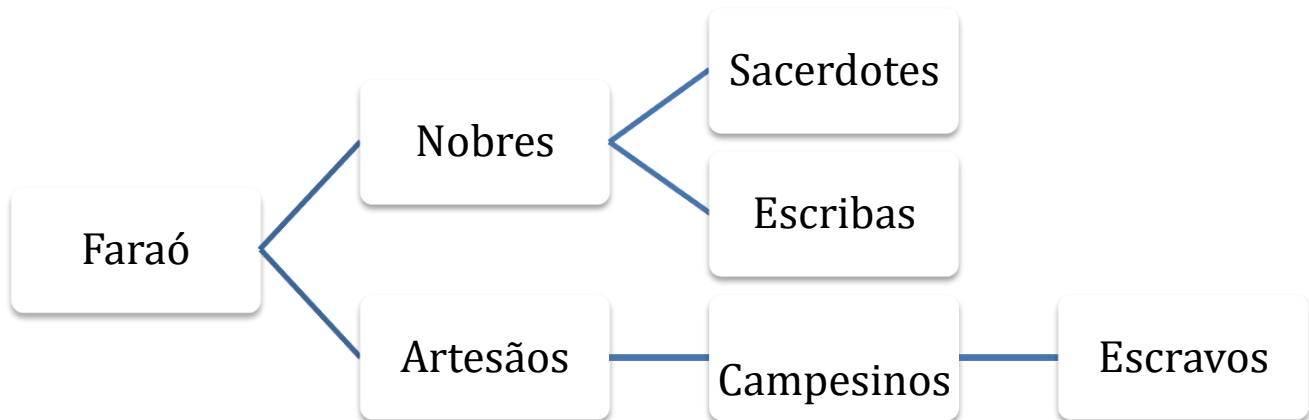 Sacerdotes
Nobres
Escribas
Faraó
Artesãos
Campesinos
Escravos